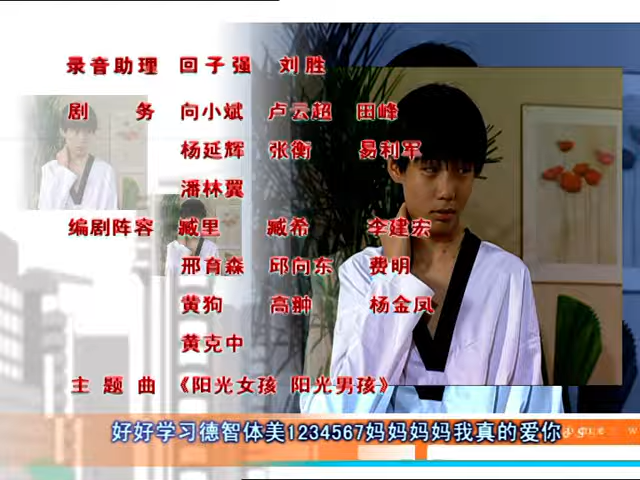 录音助理 回子强 刘胜
剧 务 向小斌 卢云超 田峰
杨延辉 张衡 易利军
潘林翼
编剧阵容 臧里 臧希 李建宏
邢育森 邱向东 费明
黄狗 高翀 杨金凤
黄克中
主 题 曲 《阳光女孩 阳光男孩》
好好学习德智体美1234567妈妈妈妈我真的爱你